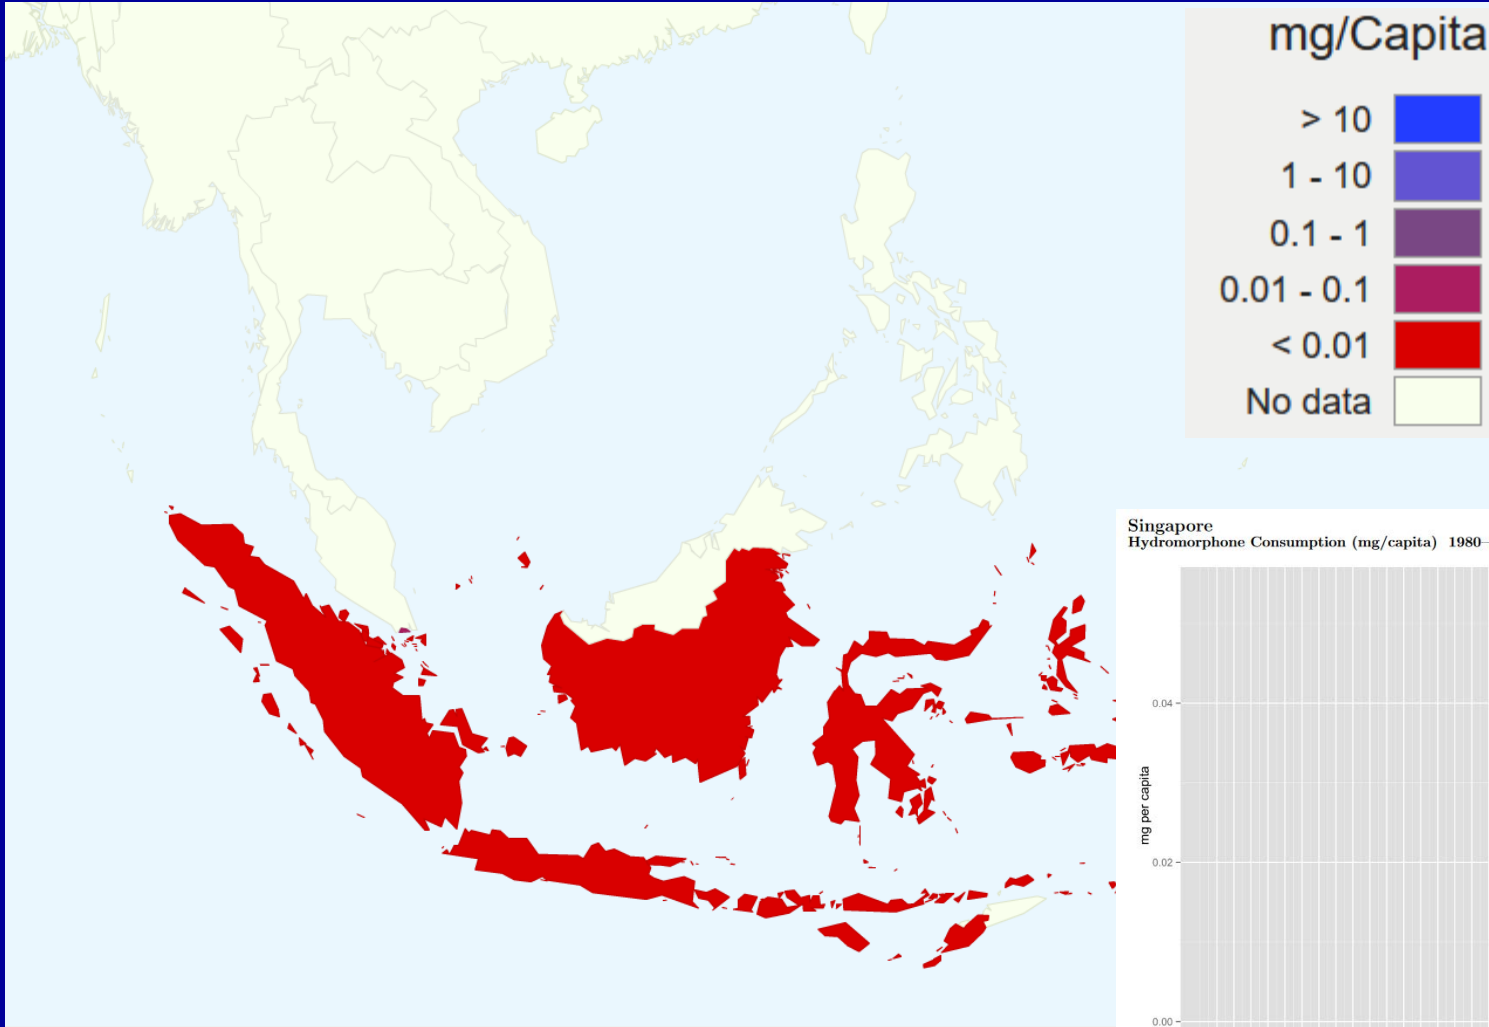 mg/Capita
> 10
1 - 10
0.1 - 1
0.01 - 0.1
< 0.01
No data
Singapore
Hydromorphone Consumption (mg/capita) 1980–
mg per capita
0.04
0.02
0.00